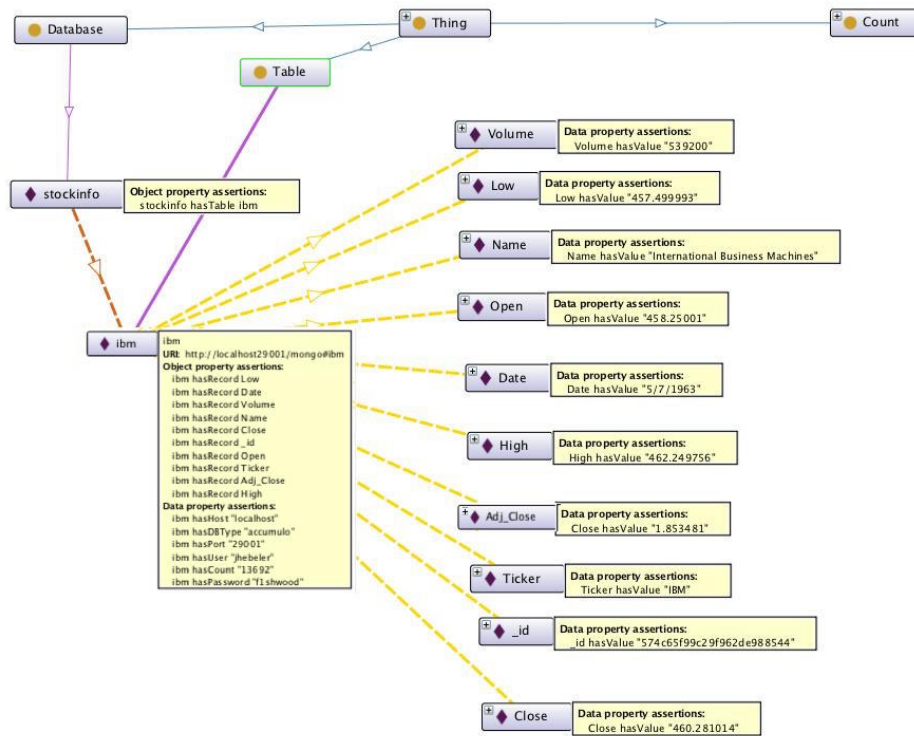 Database
Thing
Count
Table
Volume
Data property assertions:
Volume hasValue "539200"
stockinfo
Object property assertions:
stockinfo hasTable ibm
Low
Data property assertions:
Low hasValue "457.499993"
Name
Data property assertions:
Name hasValue "International Business Machines"
Open
Data property assertions:
Open hasValue "458.25001"
ibm
ibm
URI: http://localhost29001/mongo#ibm
Object property assertions:
ibm hasRecord Low
ibm hasRecord Date
ibm hasRecord Volume
ibm hasRecord Name
ibm hasRecord Close
ibm hasRecord _id
ibm hasRecord Open
ibm hasRecord Ticker
ibm hasRecord Adj_Close
ibm hasRecord High
Data property assertions:
ibm hasHost "localhost"
ibm hasDBType "accumulo"
ibm hasPort "29001"
ibm hasUser "jhebeler"
ibm hasCount "13692"
ibm hasPassword "f1shwood"
Date
Data property assertions:
Date hasValue "5/7/1963"
High
Data property assertions:
High hasValue "462.249756"
Adj_Close
Data property assertions:
Close hasValue "1.853481"
Ticker
Data property assertions:
Ticker hasValue "IBM"
_id
Data property assertions:
_id hasValue "574c65f99c29f962de988544"
Close
Data property assertions:
Close hasValue "460.281014"